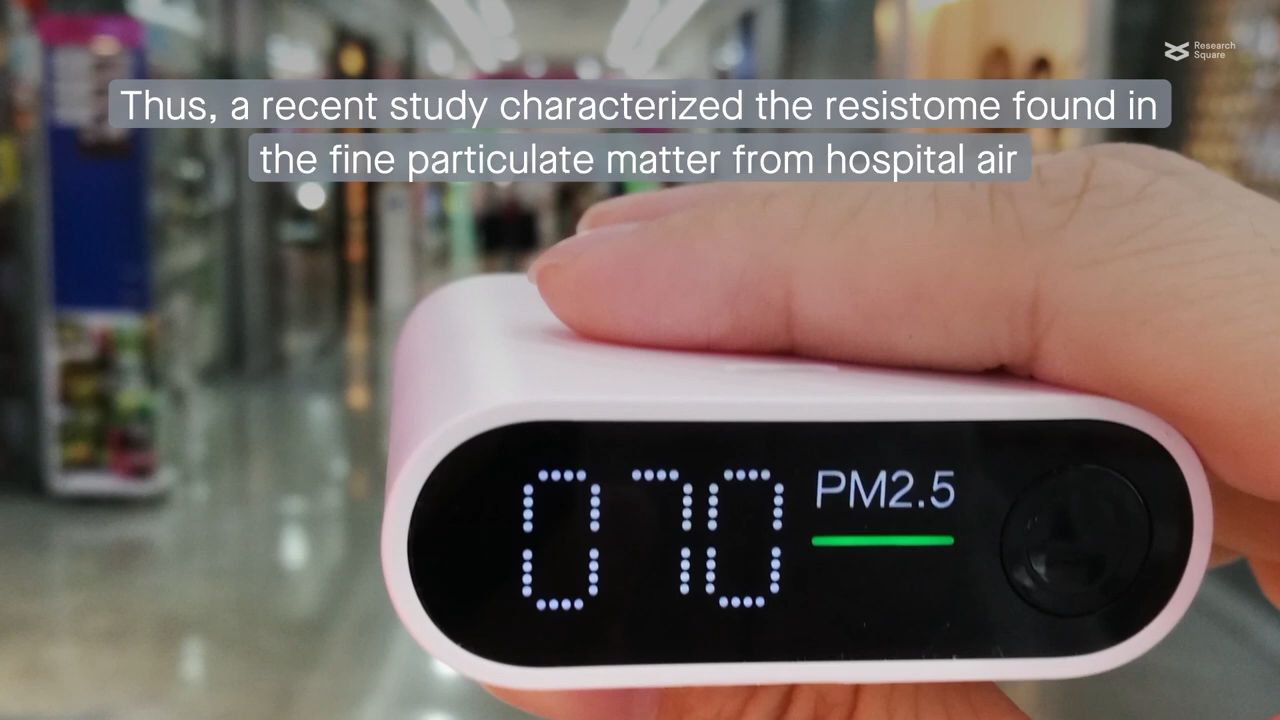 Research
Square
Thus, a recent study characterized the resistome found in
the fine particulate matter from hospital air
070 PM2.5